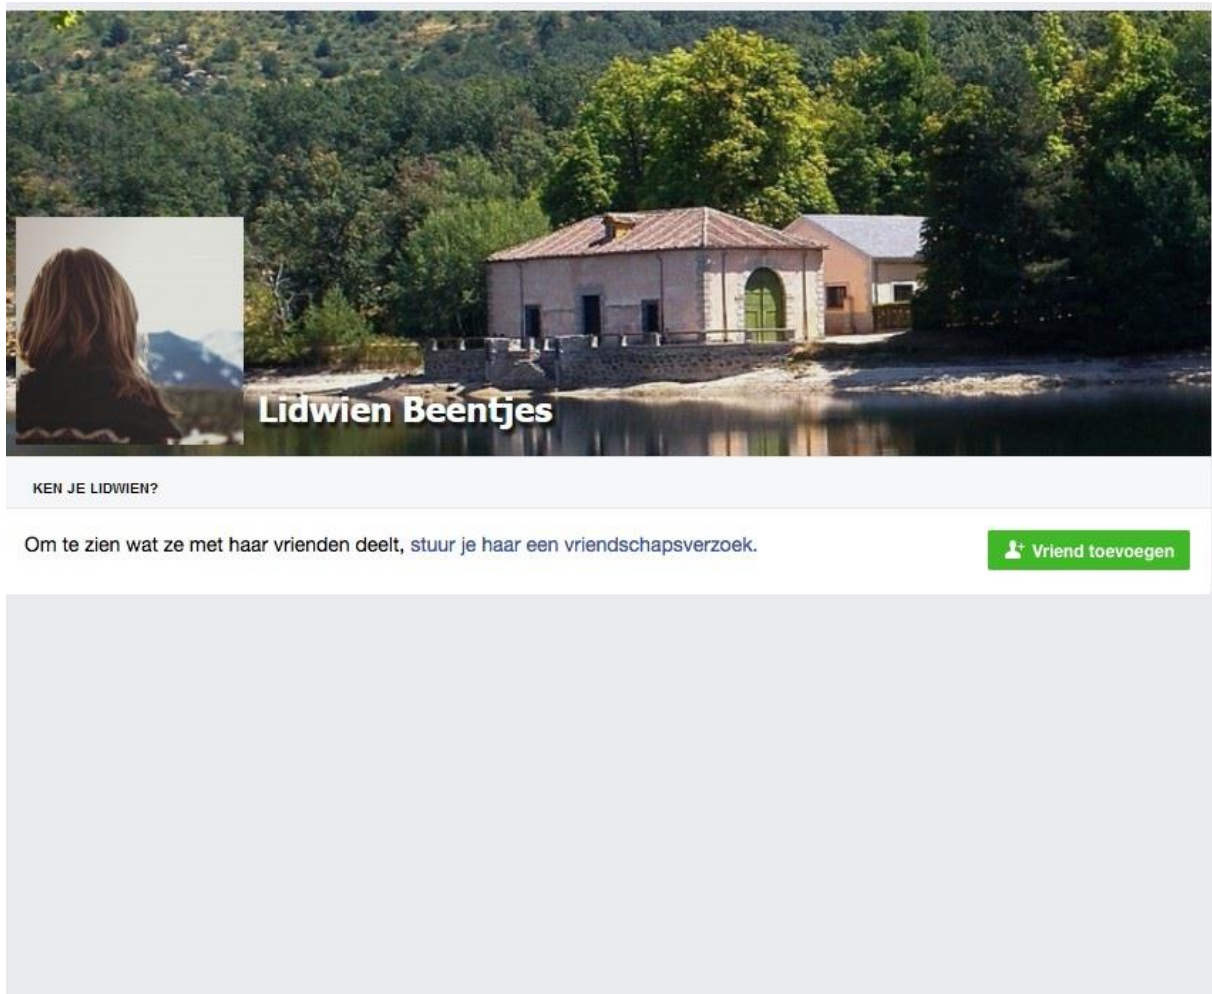 Lidwien Beentjes
KEN JE LIDWIEN?
Om te zien wat ze met haar vrienden deelt, stuur je haar een vriendschapsverzoek.
Vriend toevoegen